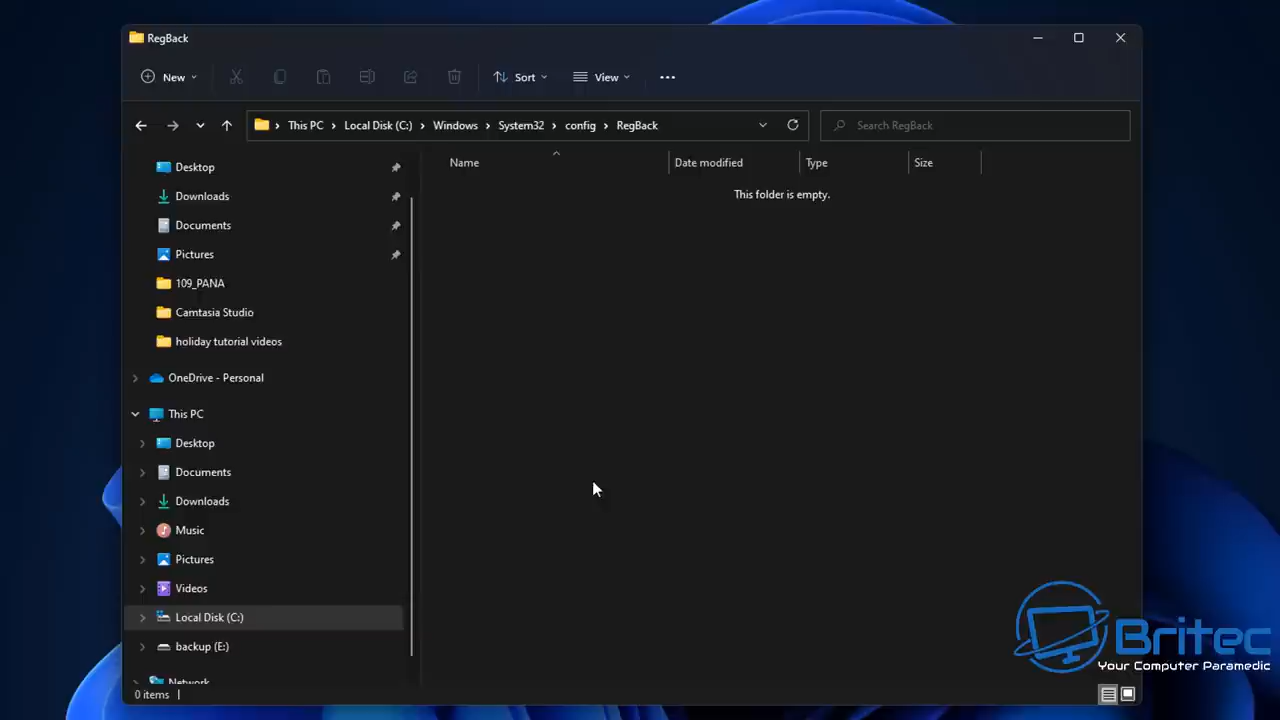 RegBack
New
Sort
View
This PC
Local Disk (C:)
Windows
System32
config
RegBack
Search RegBack
Name
Date modified
Type
Size
This folder is empty.
Desktop
Downloads
Documents
Pictures
109_PANA
Camtasia Studio
holiday tutorial videos
OneDrive - Personal
This PC
Desktop
Documents
Downloads
Music
Pictures
Videos
Local Disk (C:)
backup (E:)
Network
0 items
Britec
Your Computer Paramedic